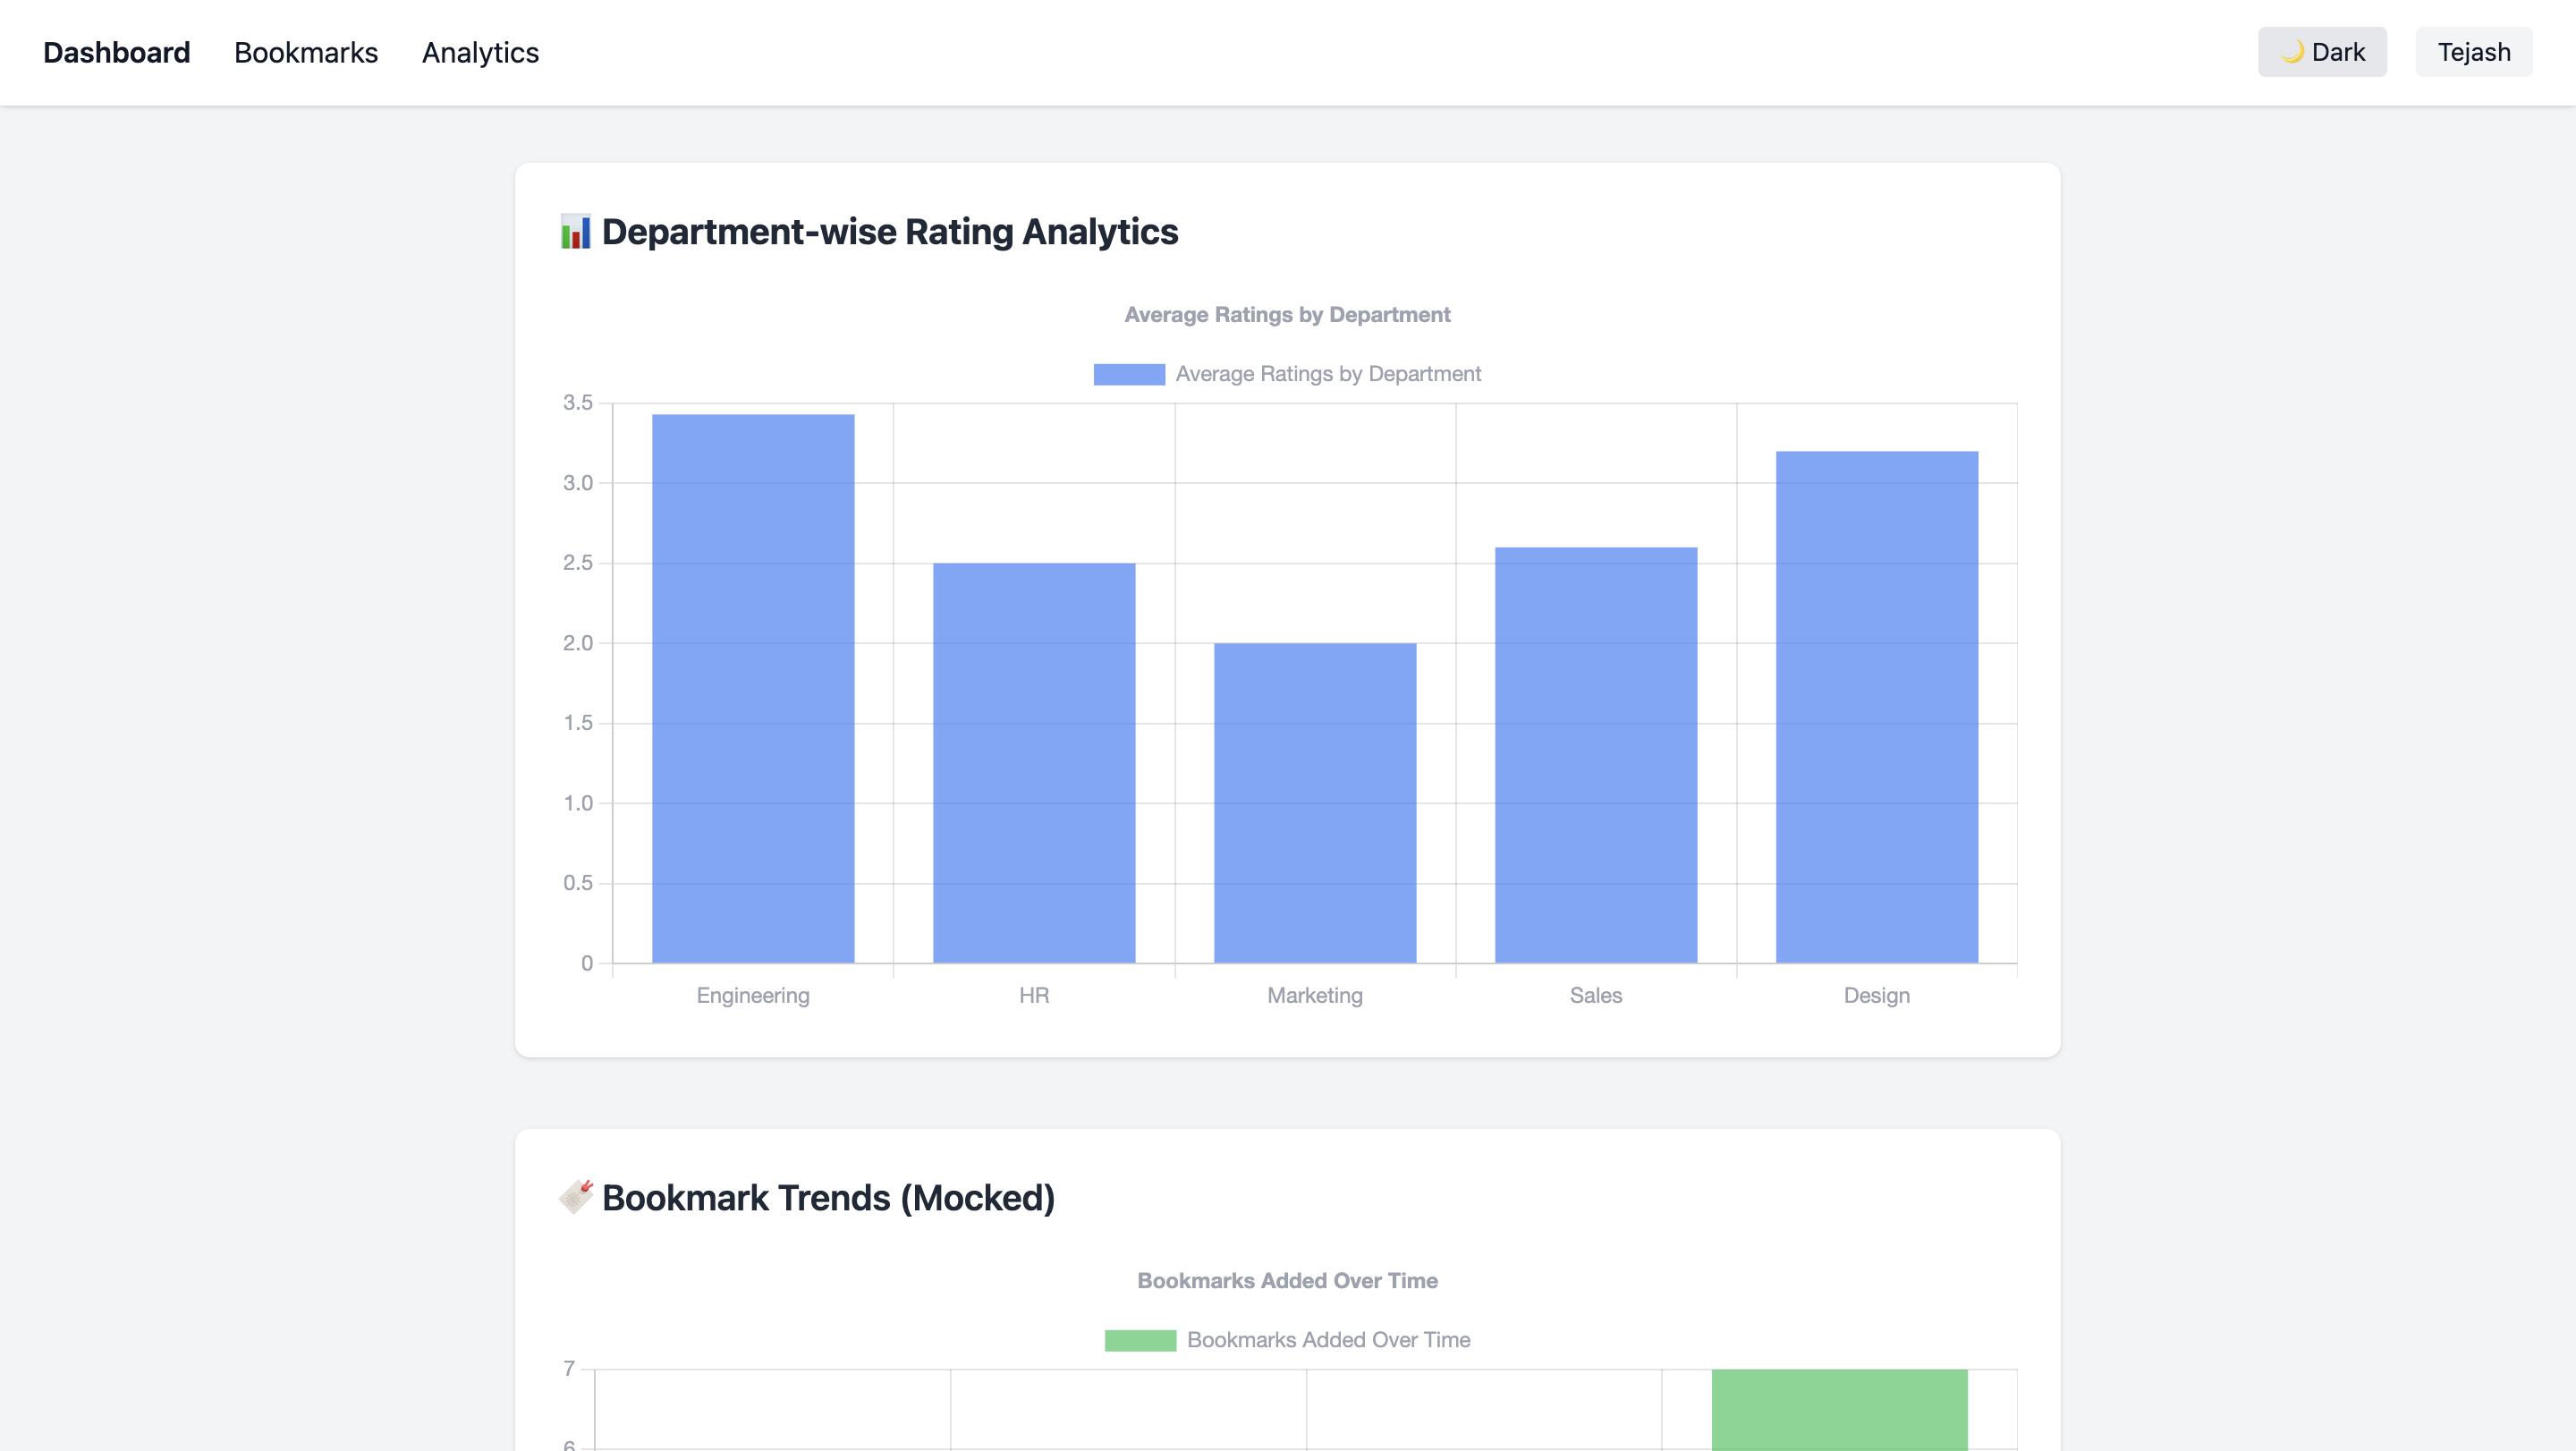 Dashboard Bookmarks Analytics 🌙 Dark Tejash
📊 Department-wise Rating Analytics
Average Ratings by Department
Average Ratings by Department
3.5
3.0
2.5
2.0
1.5
1.0
0.5
0
Engineering HR Marketing Sales Design
🔖 Bookmark Trends (Mocked)
Bookmarks Added Over Time
Bookmarks Added Over Time
7
6